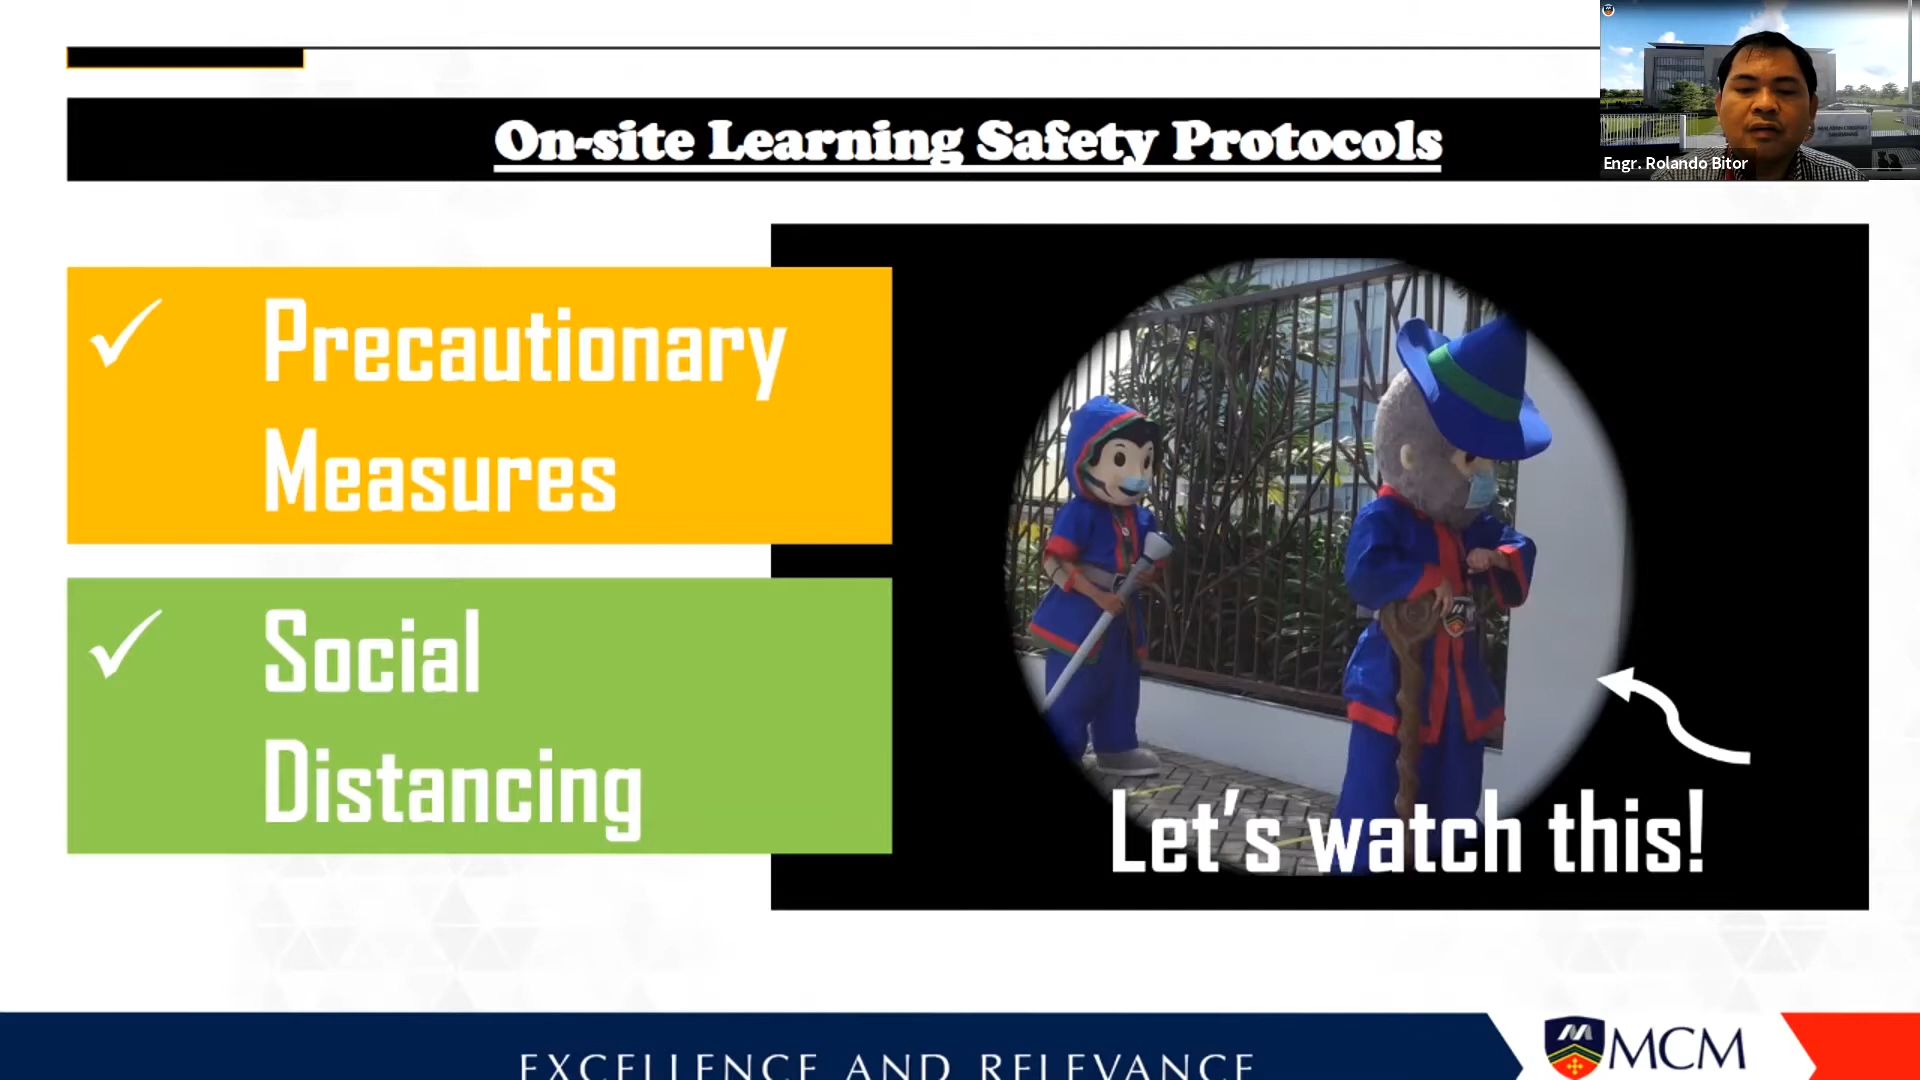 On-site Learning Safety Protocols
Engr. Rolando Bitor
✓ Precautionary
Measures
✓ Social
Distancing
Let's watch this!
EXCELLENCE AND RELEVANCE
MCM